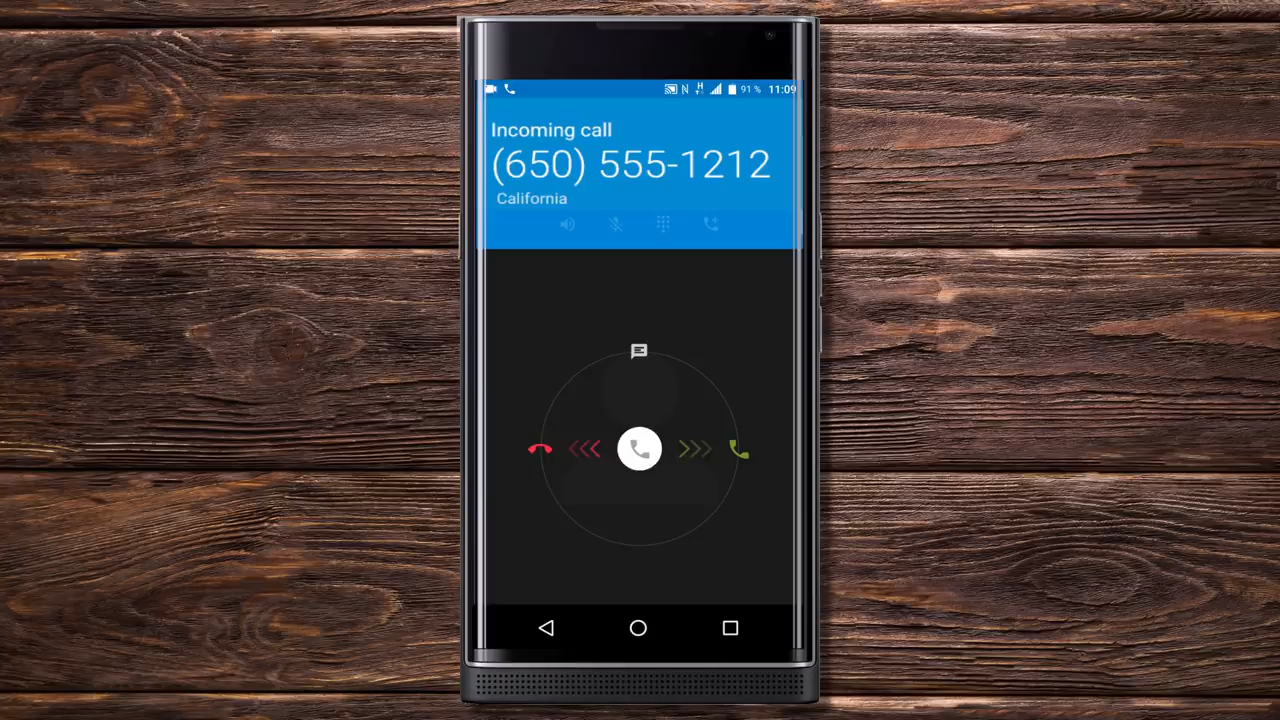 N H 91 % 11:09
Incoming call
(650) 555-1212
California